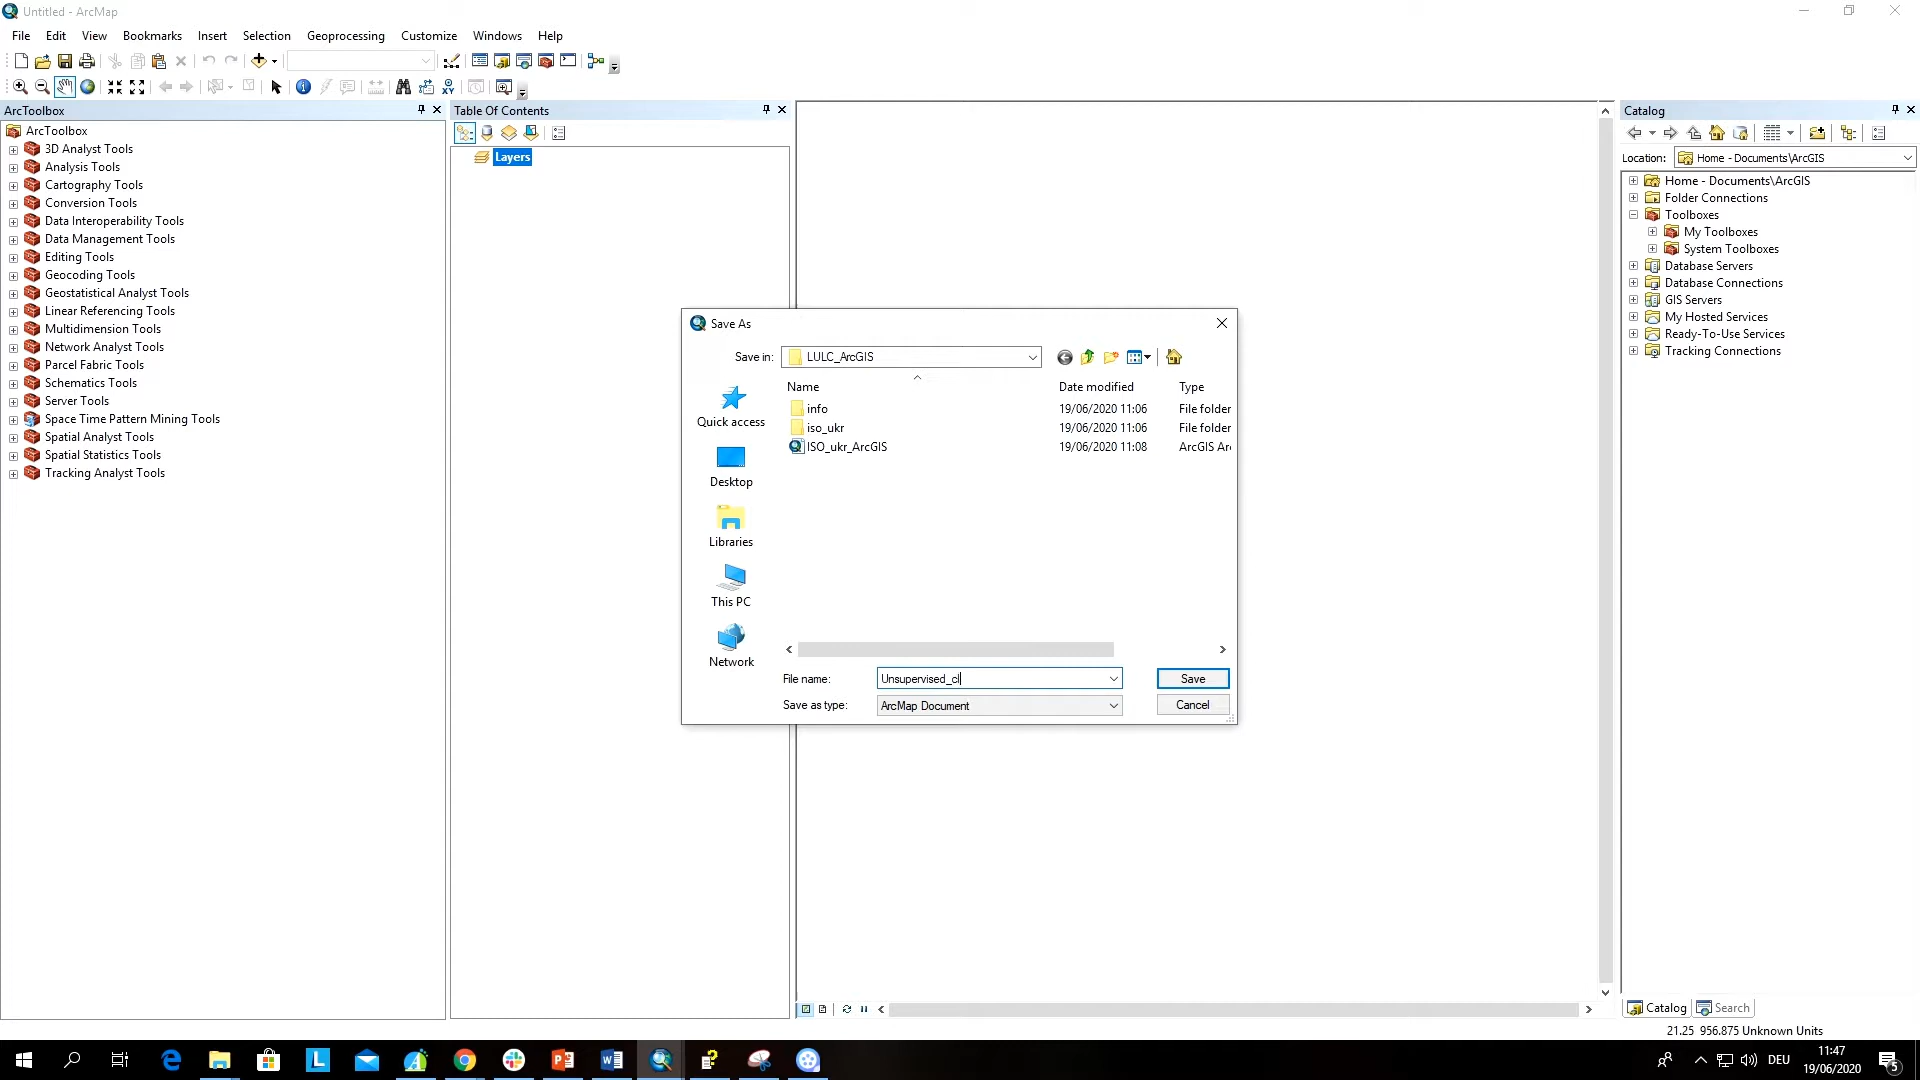 Untitled - ArcMap
File Edit View Bookmarks Insert Selection Geoprocessing Customize Windows Help
ArcToolbox
ArcToolbox
3D Analyst Tools
Analysis Tools
Cartography Tools
Conversion Tools
Data Interoperability Tools
Data Management Tools
Editing Tools
Geocoding Tools
Geostatistical Analyst Tools
Linear Referencing Tools
Multidimension Tools
Network Analyst Tools
Parcel Fabric Tools
Schematics Tools
Server Tools
Space Time Pattern Mining Tools
Spatial Analyst Tools
Spatial Statistics Tools
Tracking Analyst Tools
Table Of Contents
Layers
Save As
Save in: LULC_ArcGIS
Name Date modified Type
info 19/06/2020 11:06 File folder
iso_ukr 19/06/2020 11:06 File folder
ISO_ukr_ArcGIS 19/06/2020 11:08 ArcGIS Arc
Quick access
Desktop
Libraries
This PC
Network
File name: Unsupervised_cl
Save as type: ArcMap Document
Save
Cancel
Catalog
Location: Home - Documents\ArcGIS
Home - Documents\ArcGIS
Folder Connections
Toolboxes
My Toolboxes
System Toolboxes
Database Servers
Database Connections
GIS Servers
My Hosted Services
Ready-To-Use Services
Tracking Connections
Catalog Search
21.25 956.875 Unknown Units
DEU
11:47
19/06/2020
5